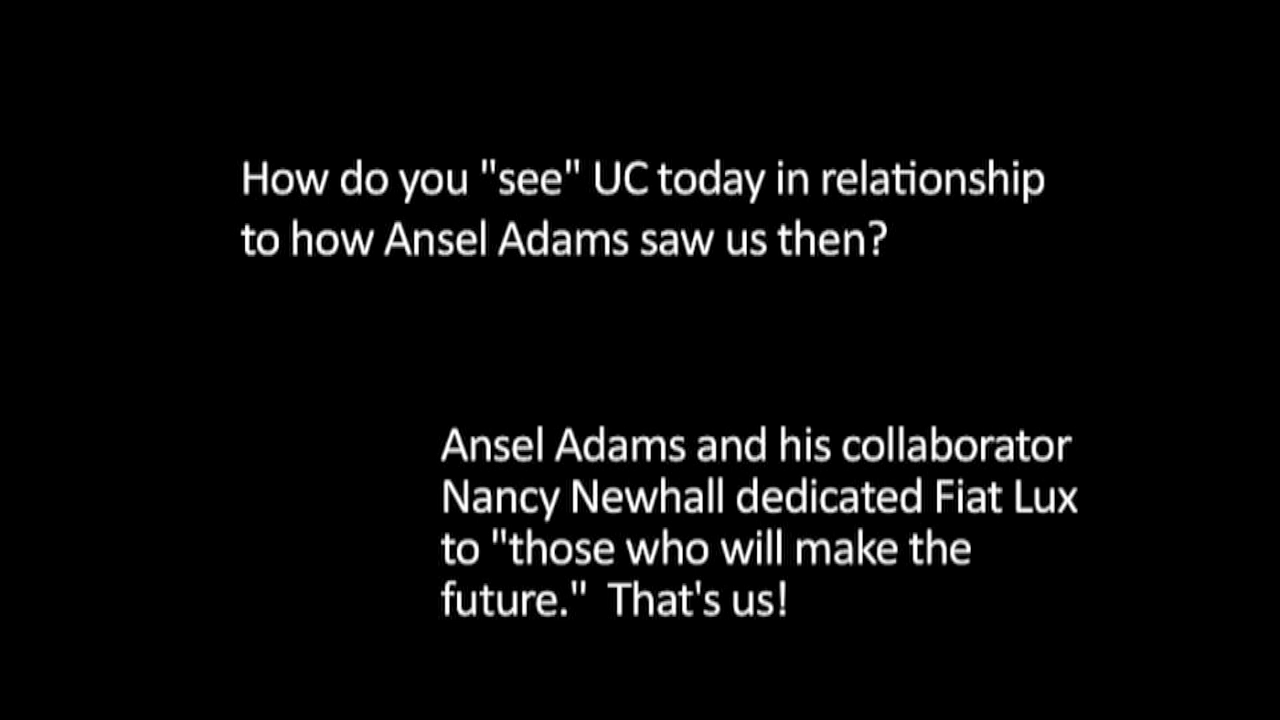 How do you "see" UC today in relationship
to how Ansel Adams saw us then?
Ansel Adams and his collaborator
Nancy Newhall dedicated Fiat Lux
to "those who will make the
future."  That's us!